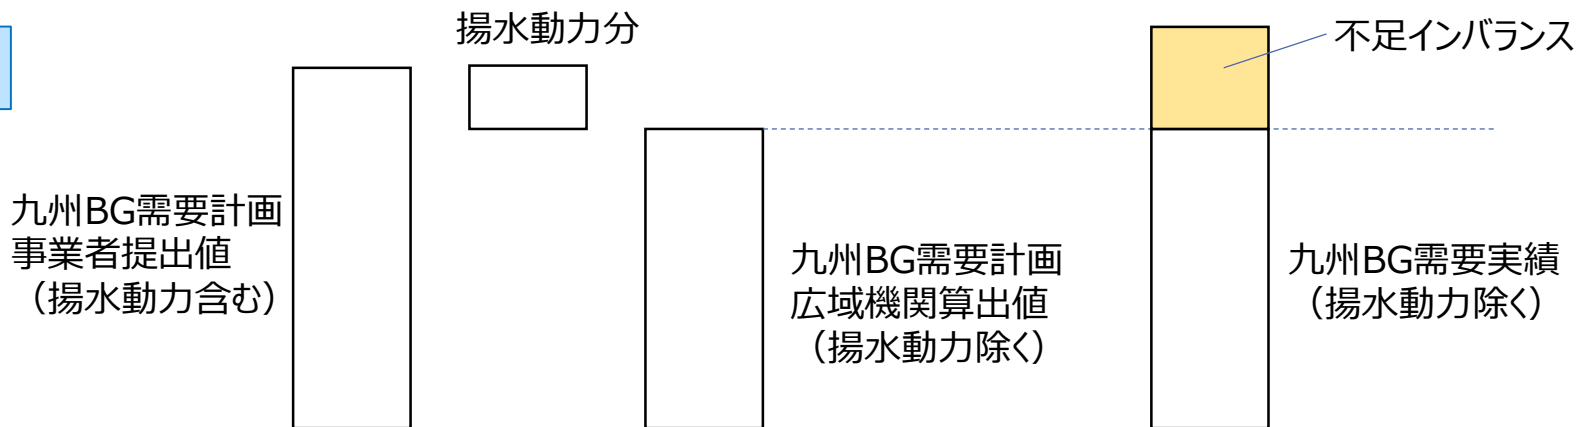 揚水動力分
不足インバランス
九州BG需要計画
事業者提出値
（揚水動力含む）
九州BG需要計画
広域機関算出値
（揚水動力除く）
九州BG需要実績
（揚水動力除く）